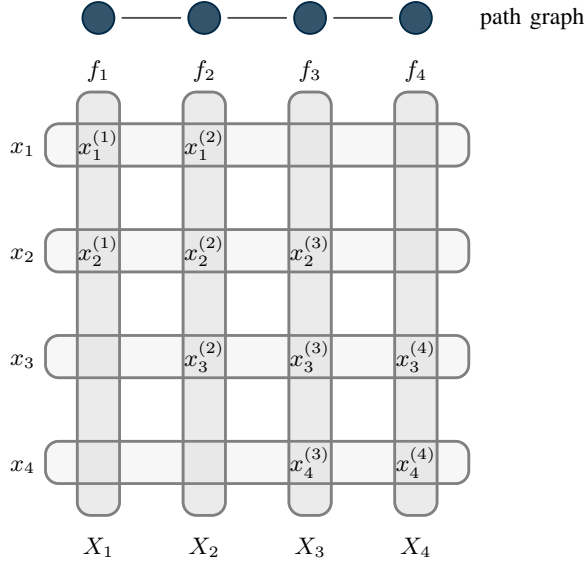 path graph
f_1 f_2 f_3 f_4
x_1 x_1^{(1)} x_1^{(2)}
x_2 x_2^{(1)} x_2^{(2)} x_2^{(3)}
x_3 x_3^{(2)} x_3^{(3)} x_3^{(4)}
x_4 x_4^{(3)} x_4^{(4)}
X_1 X_2 X_3 X_4